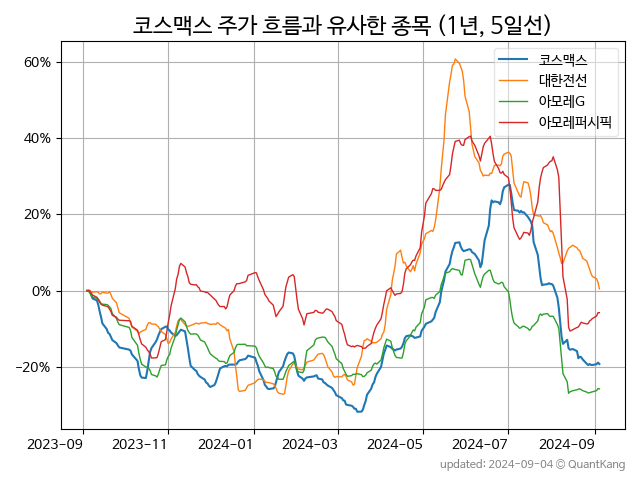 코스맥스 주가 흐름과 유사한 종목 (1년, 5일선)
코스맥스
대한전선
아모레G
아모레퍼시픽
60%
40%
20%
0%
−20%
2023-09 2023-11 2024-01 2024-03 2024-05 2024-07 2024-09
updated: 2024-09-04 © QuantKang